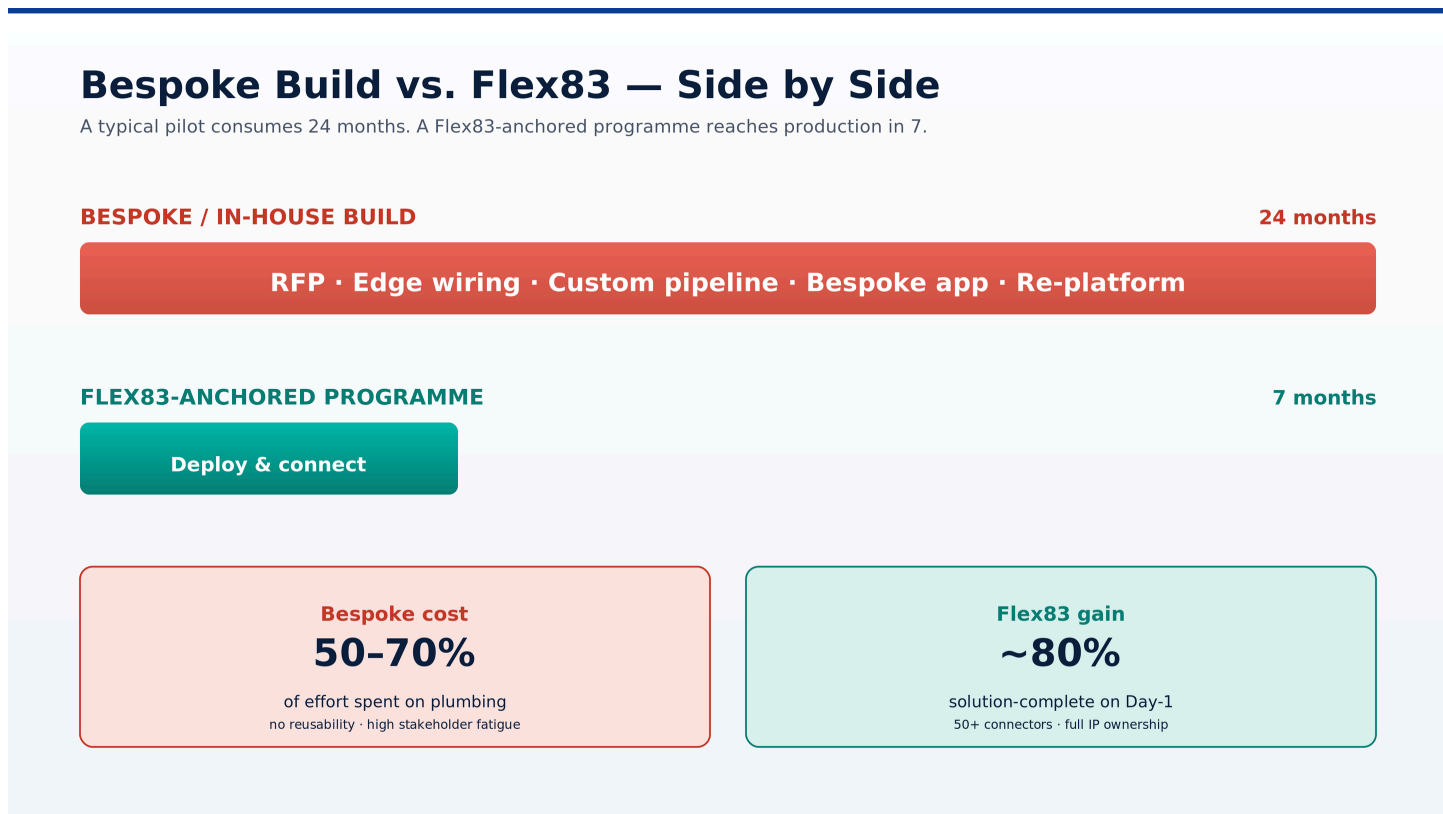 Bespoke Build vs. Flex83 — Side by Side
A typical pilot consumes 24 months. A Flex83-anchored programme reaches production in 7.
BESPOKE / IN-HOUSE BUILD
24 months
RFP · Edge wiring · Custom pipeline · Bespoke app · Re-platform
FLEX83-ANCHORED PROGRAMME
7 months
Deploy & connect
Bespoke cost
50–70%
of effort spent on plumbing
no reusability · high stakeholder fatigue
Flex83 gain
~80%
solution-complete on Day-1
50+ connectors · full IP ownership